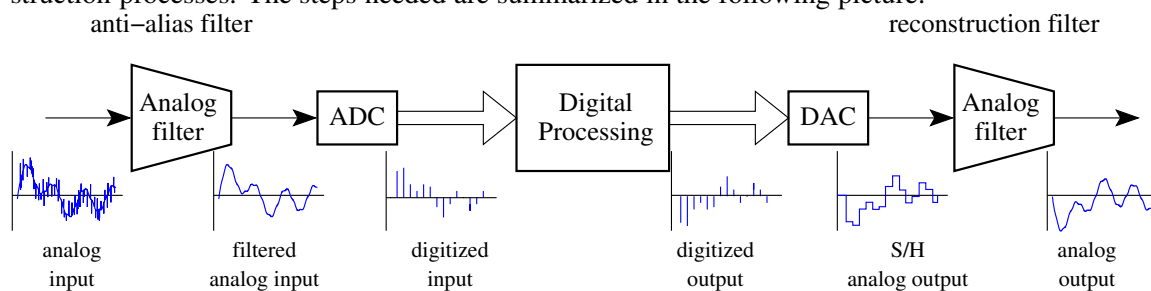 struction processes. The steps needed are summarized in the following picture.
anti−alias filter
reconstruction filter
Analog
filter
ADC
Digital
Processing
DAC
Analog
filter
analog
input
filtered
analog input
digitized
input
digitized
output
S/H
analog output
analog
output